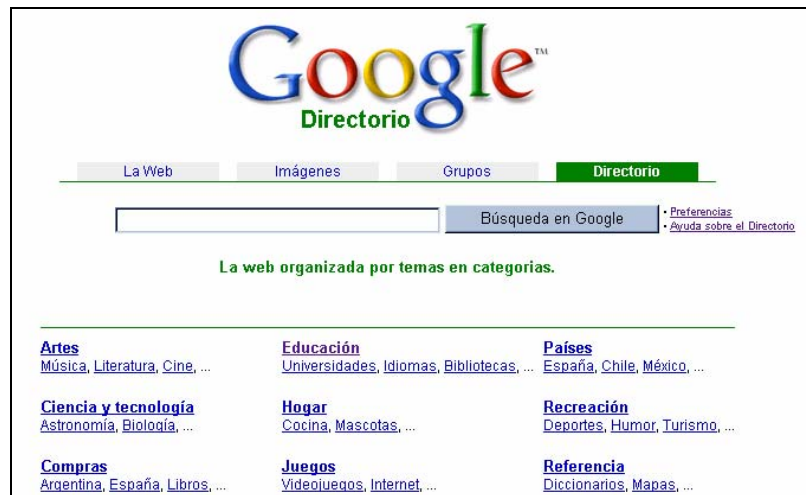 Google™
Directorio
La Web Imágenes Grupos Directorio
Búsqueda en Google
• Preferencias
• Ayuda sobre el Directorio
La web organizada por temas en categorias.
Artes Educación Países
Música, Literatura, Cine, ... Universidades, Idiomas, Bibliotecas, ... España, Chile, México, ...
Ciencia y tecnología Hogar Recreación
Astronomía, Biología, ... Cocina, Mascotas, ... Deportes, Humor, Turismo, ...
Compras Juegos Referencia
Argentina, España, Libros, ... Videojuegos, Internet, ... Diccionarios, Mapas, ...